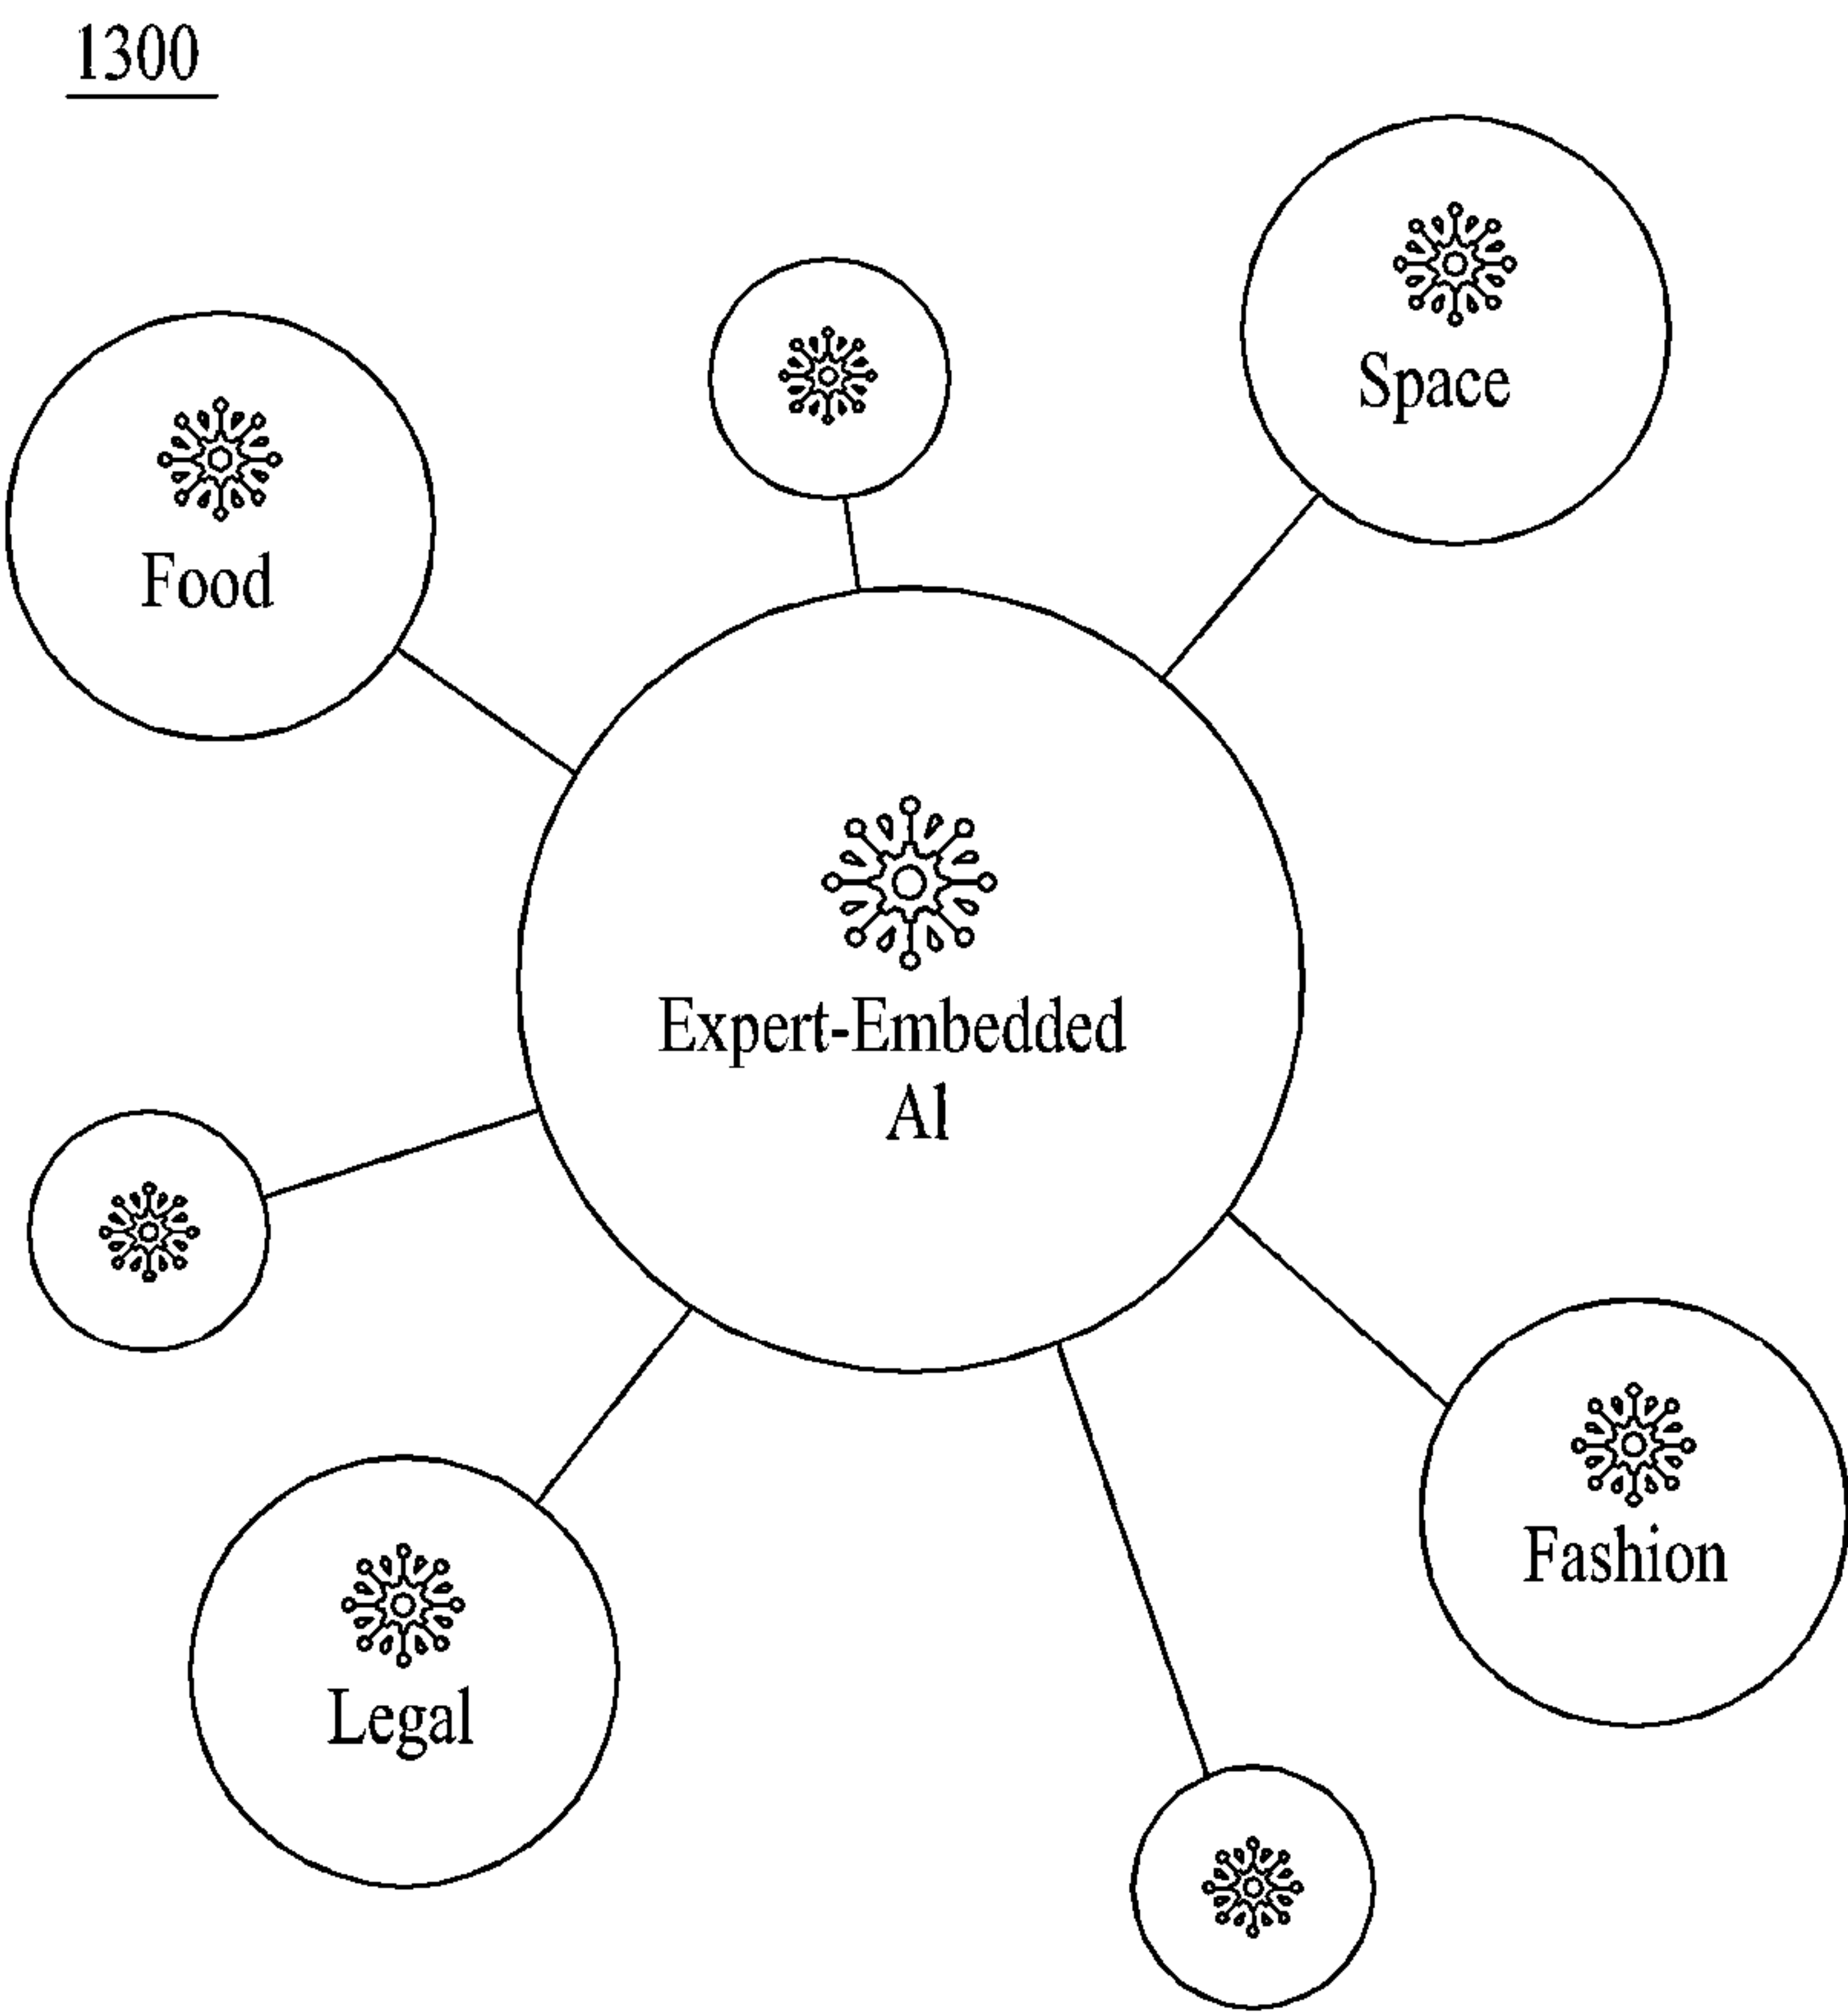 1300
Space
Food
Expert-Embedded
AI
Fashion
Legal